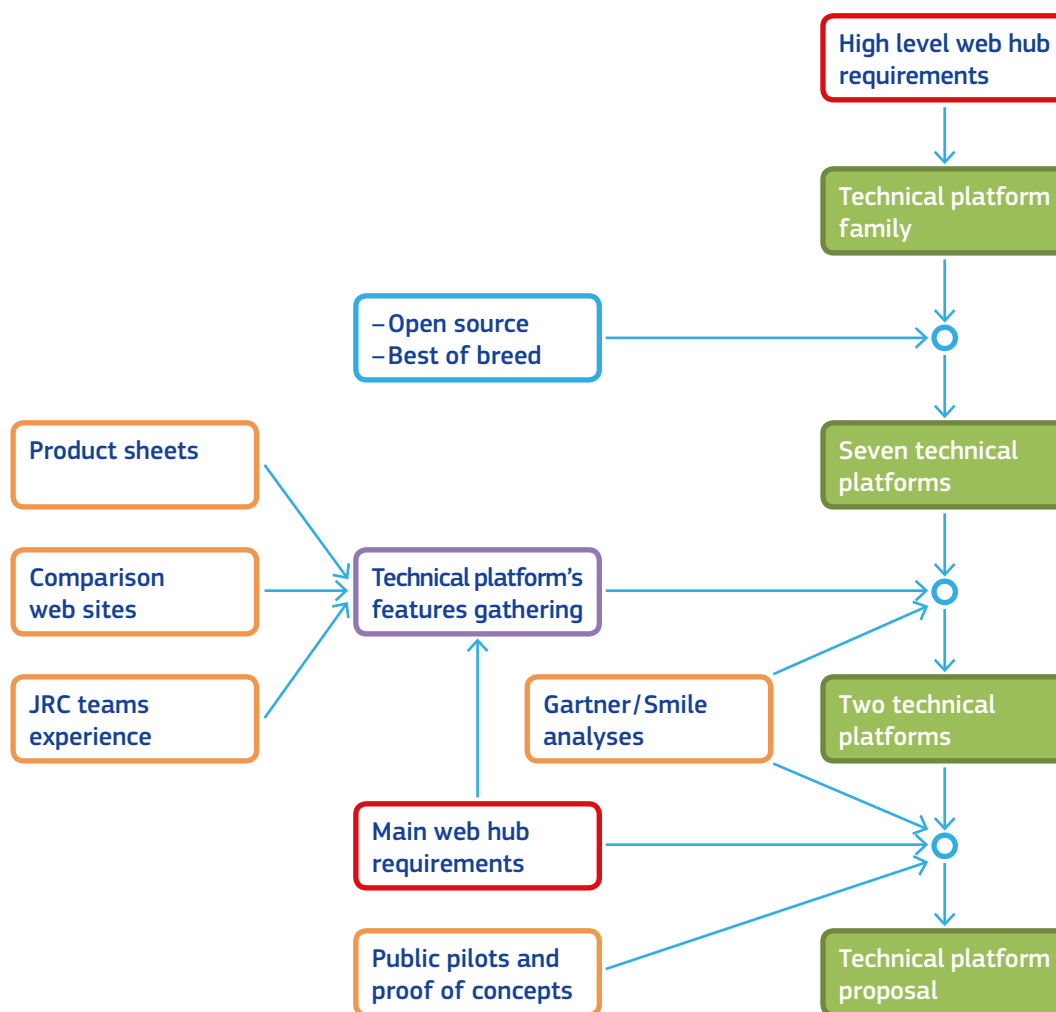 High level web hub
requirements
Technical platform
family
– Open source
– Best of breed
Product sheets
Seven technical
platforms
Comparison
web sites
Technical platform's
features gathering
JRC teams
experience
Gartner/Smile
analyses
Two technical
platforms
Main web hub
requirements
Public pilots and
proof of concepts
Technical platform
proposal